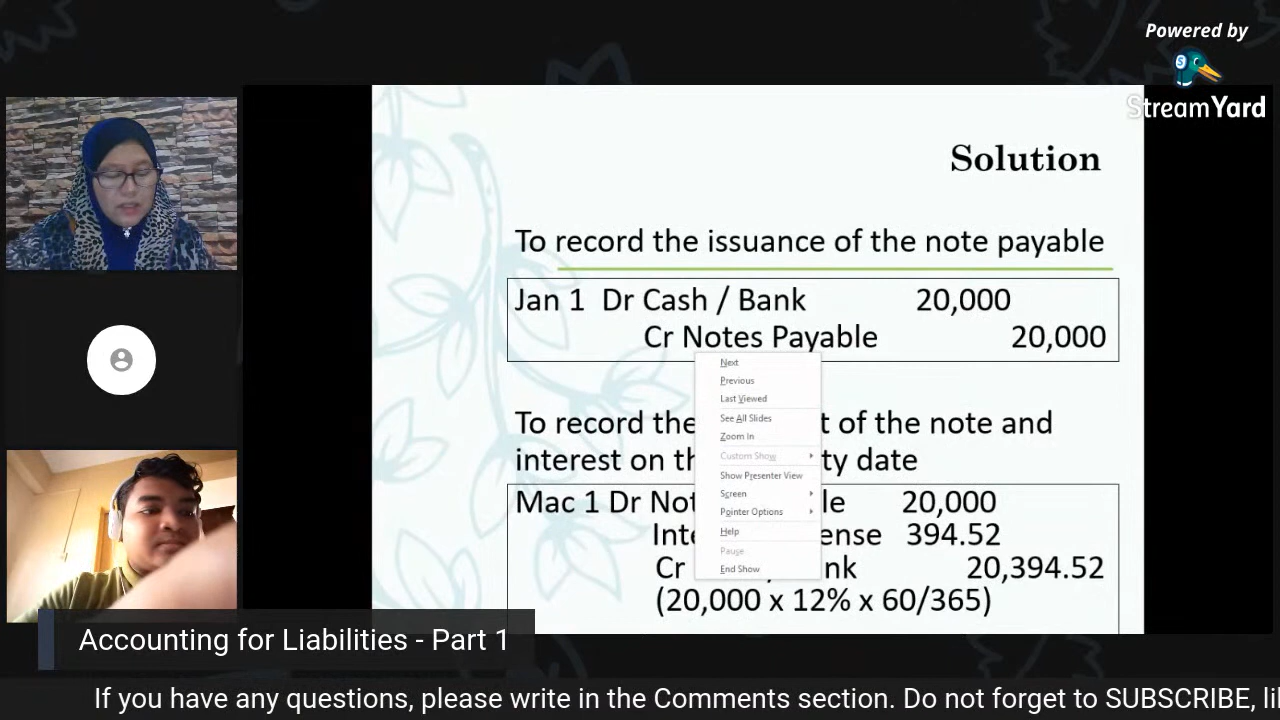 Powered by
StreamYard
Solution
To record the issuance of the note payable
Jan 1 Dr Cash / Bank 20,000
Cr Notes Payable 20,000
Next
Previous
Last Viewed
See All Slides
Zoom In
Custom Show
Show Presenter View
Screen
Pointer Options
Help
Pause
End Show
To record the t of the note and
interest on th ty date
Mac 1 Dr Not le 20,000
Inte ense 394.52
Cr nk 20,394.52
(20,000 x 12% x 60/365)
Accounting for Liabilities - Part 1
If you have any questions, please write in the Comments section. Do not forget to SUBSCRIBE, li